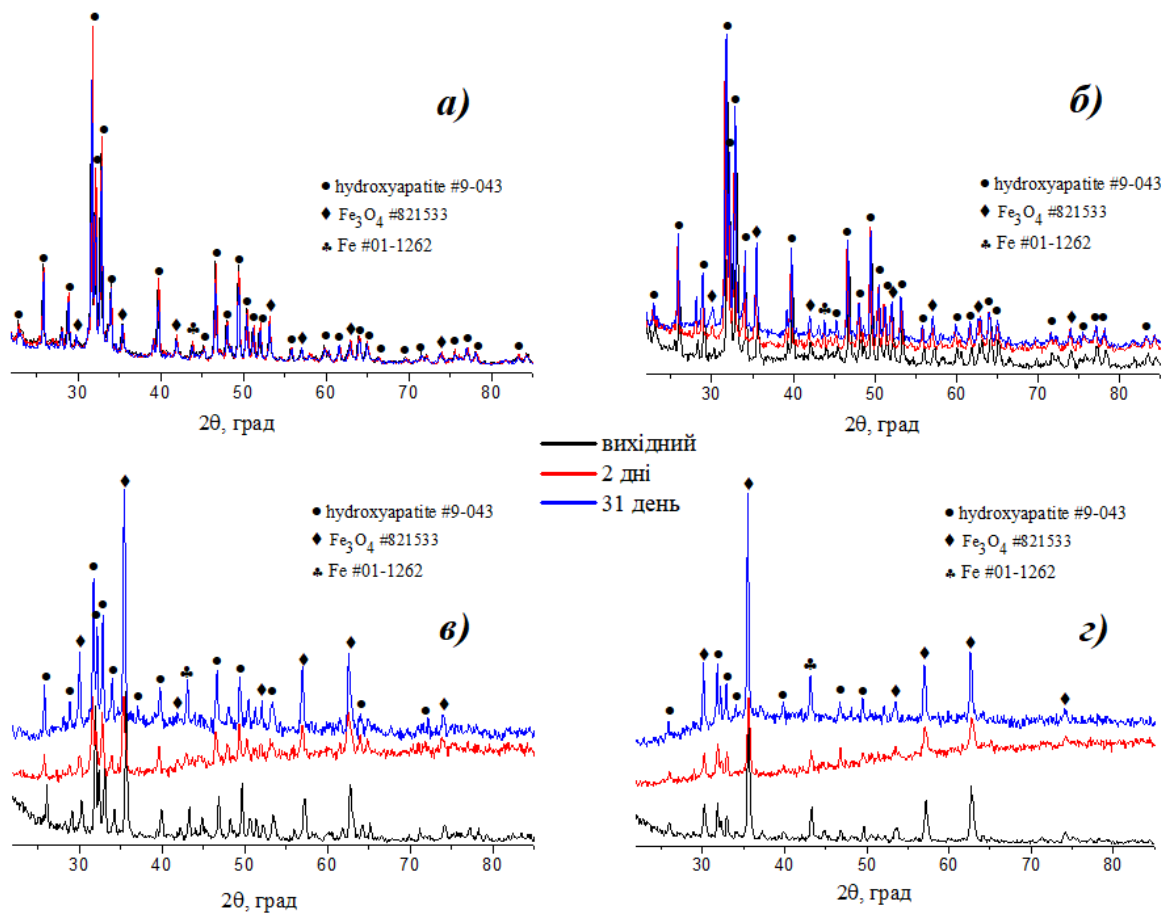 а)
● hydroxyapatite #9-043
♦ Fe₃O₄ #821533
♣ Fe #01-1262
30 40 50 60 70 80
2θ, град
б)
● hydroxyapatite #9-043
♦ Fe₃O₄ #821533
♣ Fe #01-1262
30 40 50 60 70 80
2θ, град
вихідний
2 дні
31 день
в)
● hydroxyapatite #9-043
♦ Fe₃O₄ #821533
♣ Fe #01-1262
30 40 50 60 70 80
2θ, град
г)
● hydroxyapatite #9-043
♦ Fe₃O₄ #821533
♣ Fe #01-1262
30 40 50 60 70 80
2θ, град